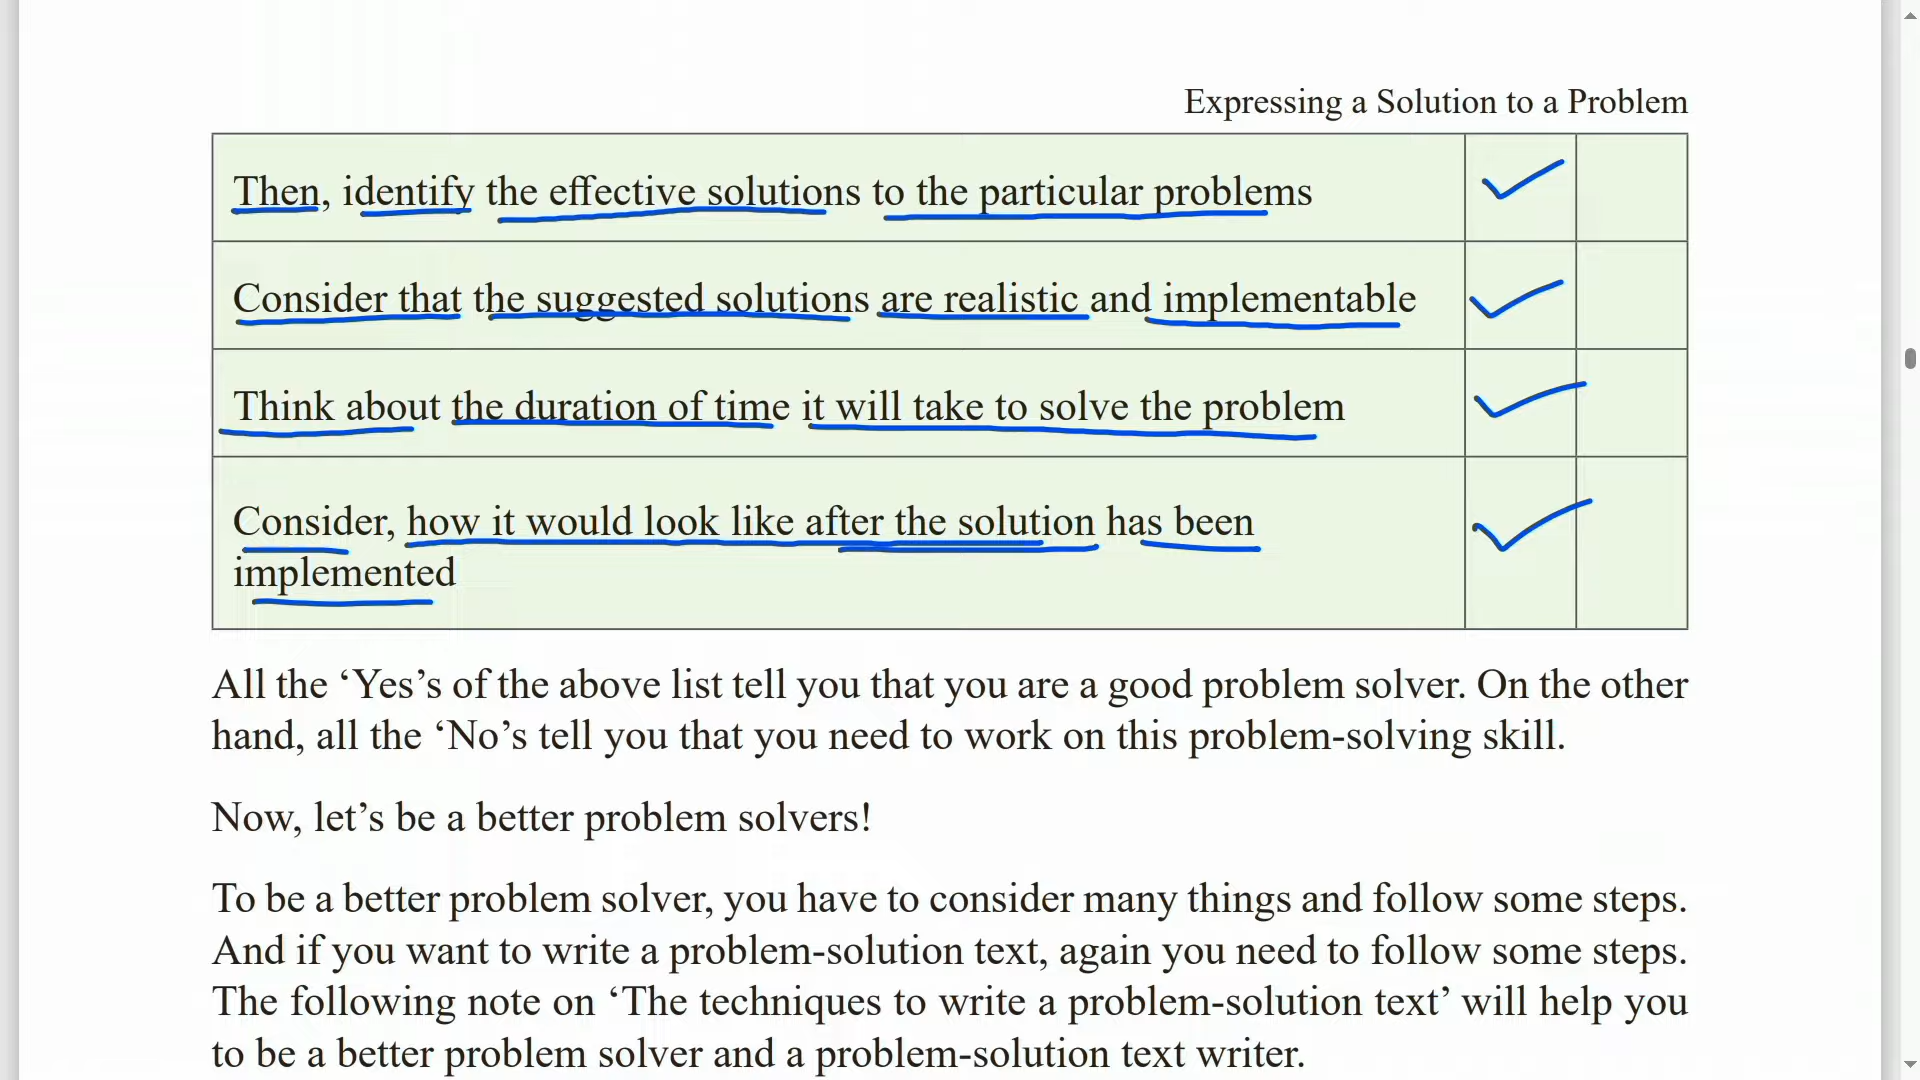 Expressing a Solution to a Problem
Then, identify the effective solutions to the particular problems
Consider that the suggested solutions are realistic and implementable
Think about the duration of time it will take to solve the problem
Consider, how it would look like after the solution has been
implemented
All the ‘Yes’s of the above list tell you that you are a good problem solver. On the other
hand, all the ‘No’s tell you that you need to work on this problem-solving skill.
Now, let’s be a better problem solvers!
To be a better problem solver, you have to consider many things and follow some steps.
And if you want to write a problem-solution text, again you need to follow some steps.
The following note on ‘The techniques to write a problem-solution text’ will help you
to be a better problem solver and a problem-solution text writer.